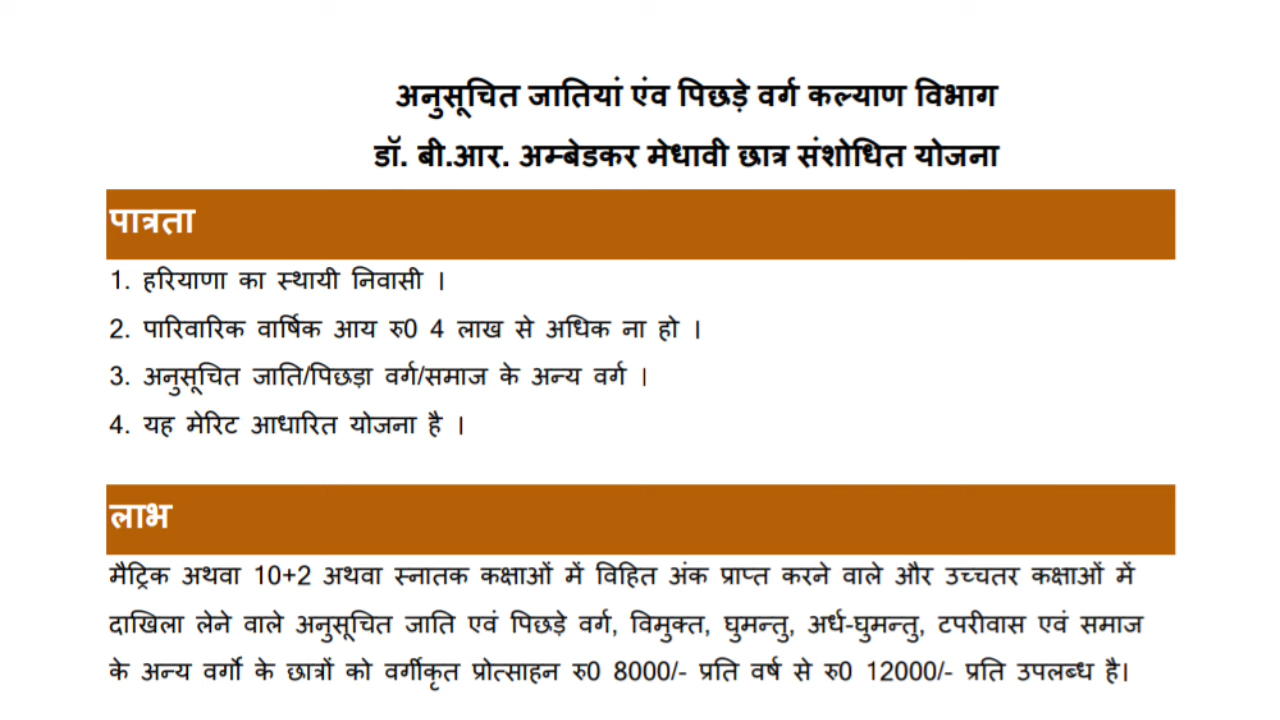 अनुसूचित जातियां एंव पिछड़े वर्ग कल्याण विभाग
डॉ. बी.आर. अम्बेडकर मेधावी छात्र संशोधित योजना
पात्रता
1. हरियाणा का स्थायी निवासी ।
2. पारिवारिक वार्षिक आय रु0 4 लाख से अधिक ना हो ।
3. अनुसूचित जाति/पिछड़ा वर्ग/समाज के अन्य वर्ग ।
4. यह मेरिट आधारित योजना है ।
लाभ
मैट्रिक अथवा 10+2 अथवा स्नातक कक्षाओं में विहित अंक प्राप्त करने वाले और उच्चतर कक्षाओं में
दाखिला लेने वाले अनुसूचित जाति एवं पिछड़े वर्ग, विमुक्त, घुमन्तु, अर्ध-घुमन्तु, टपरीवास एवं समाज
के अन्य वर्गो के छात्रों को वर्गीकृत प्रोत्साहन रु0 8000/- प्रति वर्ष से रु0 12000/- प्रति उपलब्ध है।